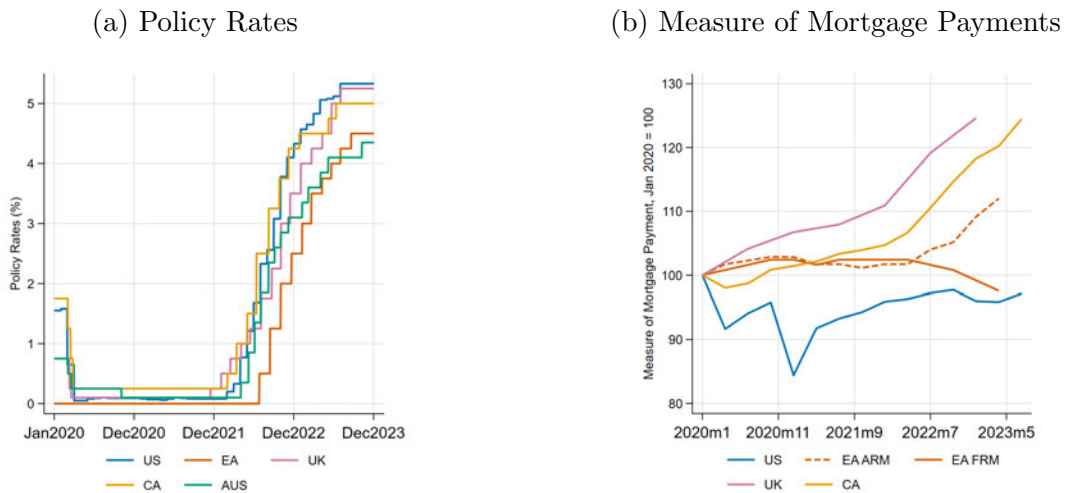 (a) Policy Rates
Policy Rates (%)
5
4
3
2
1
0
Jan2020 Dec2020 Dec2021 Dec2022 Dec2023
US EA UK
CA AUS
(b) Measure of Mortgage Payments
Measure of Mortgage Payment, Jan 2020 = 100
130
120
110
100
90
80
2020m1 2020m11 2021m9 2022m7 2023m5
US EA ARM EA FRM
UK CA